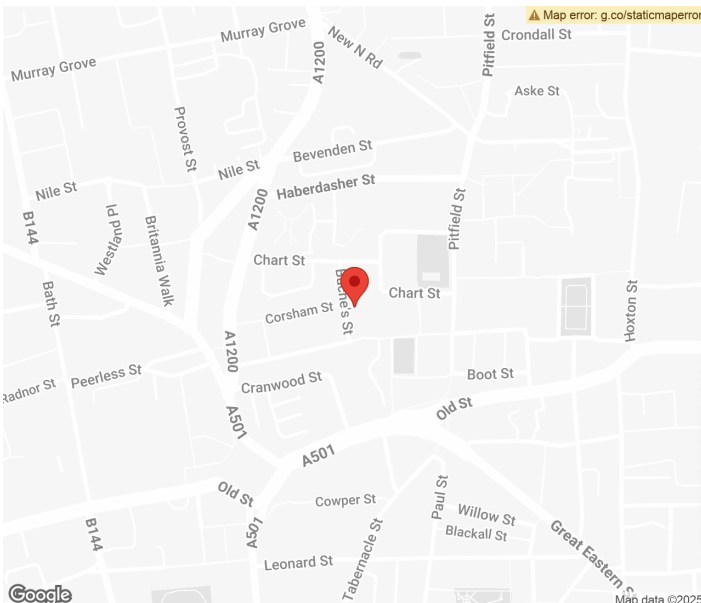 Map error: g.co/staticmaperror
Murray Grove
Murray Grove
A1200
New N Rd
Pitfield St
Crondall St
Aske St
Provost St
Bevenden St
Nile St
Nile St
Haberdasher St
A1200
B144
Westland Pl
Britannia Walk
Pitfield St
Chart St
Bache's St
Chart St
Corsham St
Bath St
Hoxton St
A1200
Radnor St
Peerless St
Cranwood St
Boot St
Old St
A501
A501
Old St
Cowper St
Paul St
Willow St
Blackall St
B144
A501
Tabernacle St
Great Eastern S
Leonard St
Google
Map data ©2025